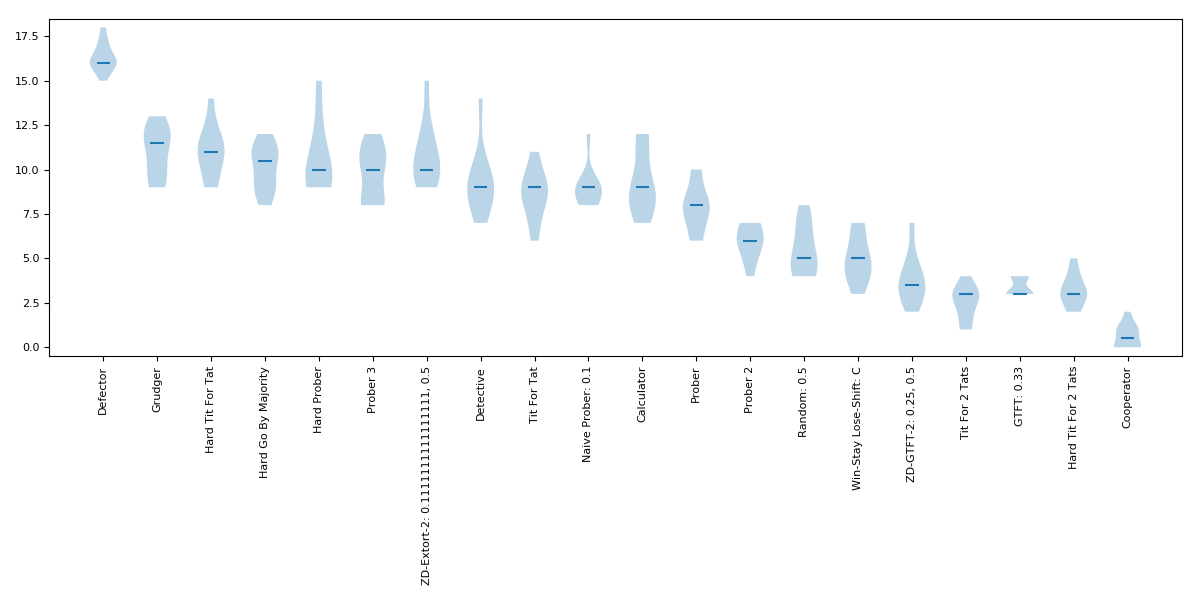 17.5
15.0
12.5
10.0
7.5
5.0
2.5
0.0
Defector
Grudger
Hard Tit For Tat
Hard Go By Majority
Hard Prober
Prober 3
ZD-Extort-2: 0.1111111111111111, 0.5
Detective
Tit For Tat
Naive Prober: 0.1
Calculator
Prober
Prober 2
Random: 0.5
Win-Stay Lose-Shift: C
ZD-GTFT-2: 0.25, 0.5
Tit For 2 Tats
GTFT: 0.33
Hard Tit For 2 Tats
Cooperator